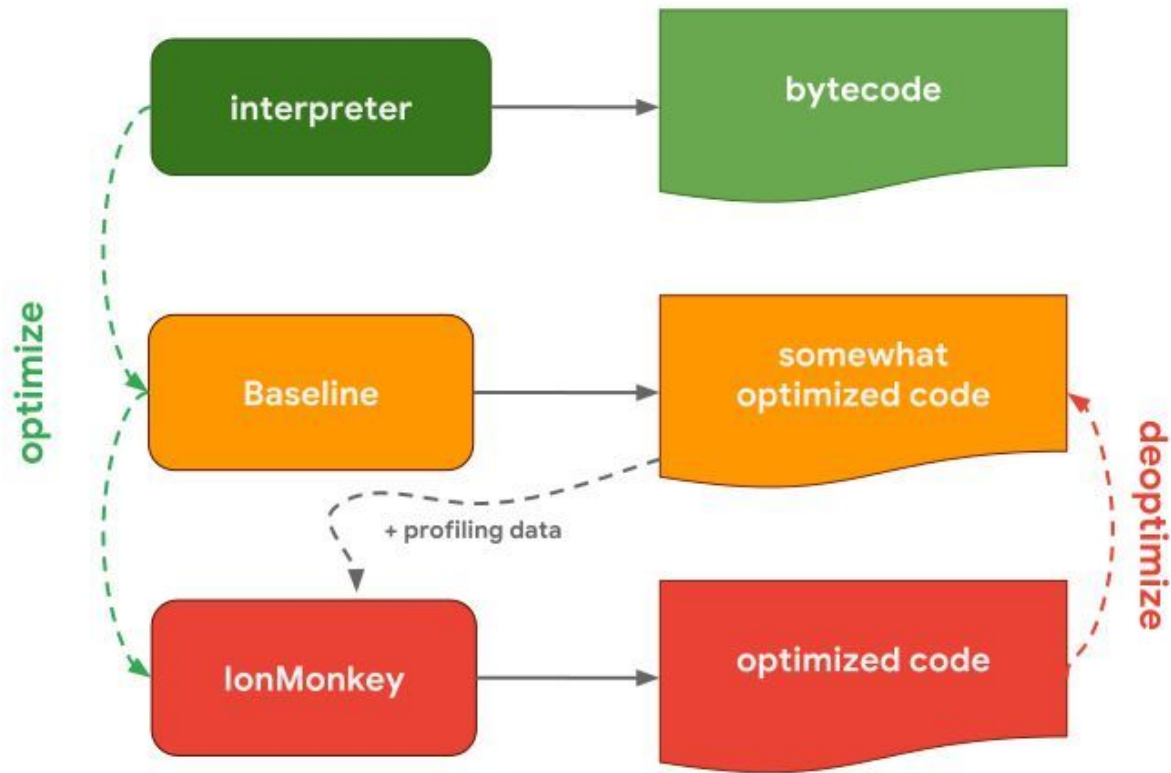 interpreter
bytecode
optimize
Baseline
somewhat
optimized code
deoptimize
+ profiling data
IonMonkey
optimized code